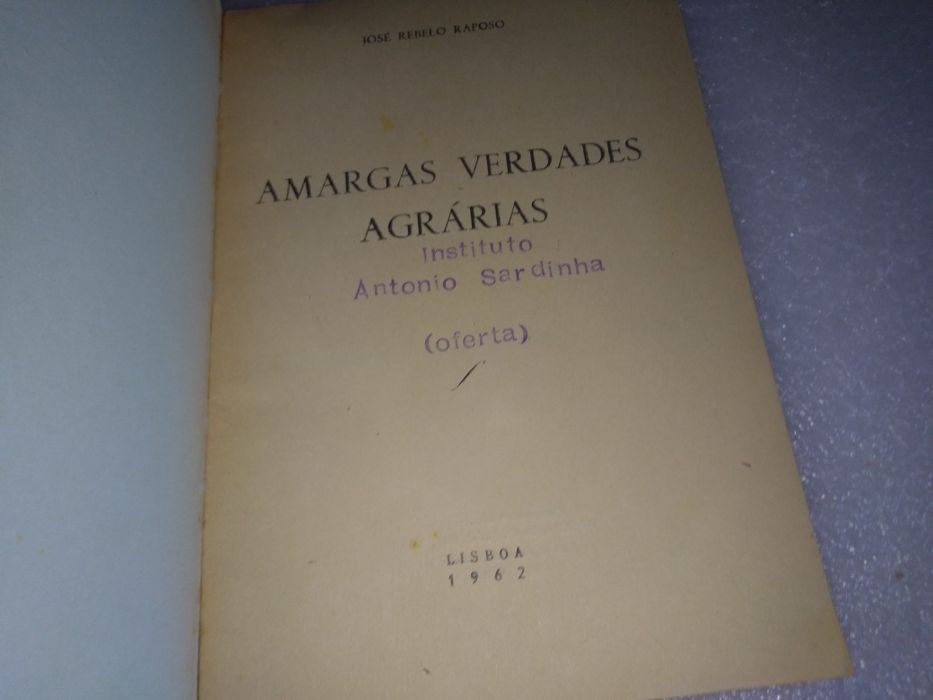 JOSÉ REBELO RAPOSO
AMARGAS VERDADES
AGRÁRIAS
Instituto
Antonio Sardinha
(oferta)
LISBOA
1962